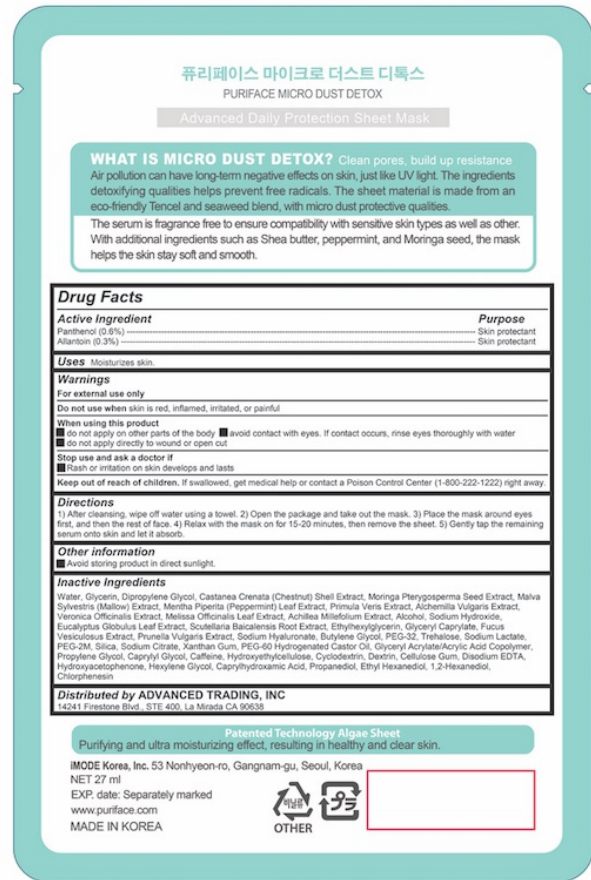 퓨리페이스 마이크로 더스트 디톡스
PURIFACE MICRO DUST DETOX
Advanced Daily Protection Sheet Mask
WHAT IS MICRO DUST DETOX? Clean pores, build up resistance
Air pollution can have long-term negative effects on skin, just like UV light. The ingredients
detoxifying qualities helps prevent free radicals. The sheet material is made from an
eco-friendly Tencel and seaweed blend, with micro dust protective qualities.
The serum is fragrance free to ensure compatibility with sensitive skin types as well as other.
With additional ingredients such as Shea butter, peppermint, and Moringa seed, the mask
helps the skin stay soft and smooth.
Drug Facts
Active Ingredient Purpose
Panthenol (0.6%) Skin protectant
Allantoin (0.3%) Skin protectant
Uses Moisturizes skin.
Warnings
For external use only
Do not use when skin is red, inflamed, irritated, or painful
When using this product
do not apply on other parts of the body avoid contact with eyes. If contact occurs, rinse eyes thoroughly with water
do not apply directly to wound or open cut
Stop use and ask a doctor if
Rash or irritation on skin develops and lasts
Keep out of reach of children. If swallowed, get medical help or contact a Poison Control Center (1-800-222-1222) right away.
Directions
1) After cleansing, wipe off water using a towel. 2) Open the package and take out the mask. 3) Place the mask around eyes
first, and then the rest of face. 4) Relax with the mask on for 15-20 minutes, then remove the sheet. 5) Gently tap the remaining
serum onto skin and let it absorb.
Other information
Avoid storing product in direct sunlight.
Inactive Ingredients
Water, Glycerin, Dipropylene Glycol, Castanea Crenata (Chestnut) Shell Extract, Moringa Pterygosperma Seed Extract, Malva
Sylvestris (Mallow) Extract, Mentha Piperita (Peppermint) Leaf Extract, Primula Veris Extract, Alchemilla Vulgaris Extract,
Veronica Officinalis Extract, Melissa Officinalis Leaf Extract, Achillea Millefolium Extract, Alcohol, Sodium Hydroxide,
Eucalyptus Globulus Leaf Extract, Scutellaria Baicalensis Root Extract, Ethylhexylglycerin, Glyceryl Caprylate, Fucus
Vesiculosus Extract, Prunella Vulgaris Extract, Sodium Hyaluronate, Butylene Glycol, PEG-32, Trehalose, Sodium Lactate,
PEG-2M, Silica, Sodium Citrate, Xanthan Gum, PEG-60 Hydrogenated Castor Oil, Glyceryl Acrylate/Acrylic Acid Copolymer,
Propylene Glycol, Caprylyl Glycol, Caffeine, Hydroxyethylcellulose, Cyclodextrin, Dextrin, Cellulose Gum, Disodium EDTA,
Hydroxyacetophenone, Hexylene Glycol, Caprylhydroxamic Acid, Propanediol, Ethyl Hexanediol, 1,2-Hexanediol,
Chlorphenesin
Distributed by ADVANCED TRADING, INC
14241 Firestone Blvd., STE 400, La Mirada CA 90638
Patented Technology Algae Sheet
Purifying and ultra moisturizing effect, resulting in healthy and clear skin.
iMODE Korea, Inc. 53 Nonhyeon-ro, Gangnam-gu, Seoul, Korea
NET 27 ml
EXP. date: Separately marked
www.puriface.com
MADE IN KOREA
비닐류
OTHER
プラ